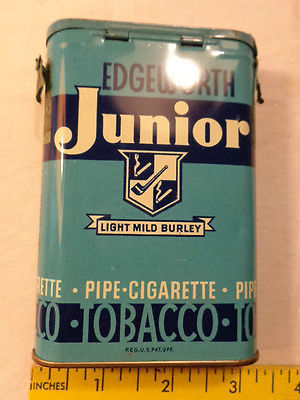 EDGEWORTH
Junior
LIGHT MILD BURLEY
RETTE · PIPE·CIGARETTE · PIP
CO · TOBACCO · TO
REG.U.S.PAT.OFF.
INCHES 1 2 3 4